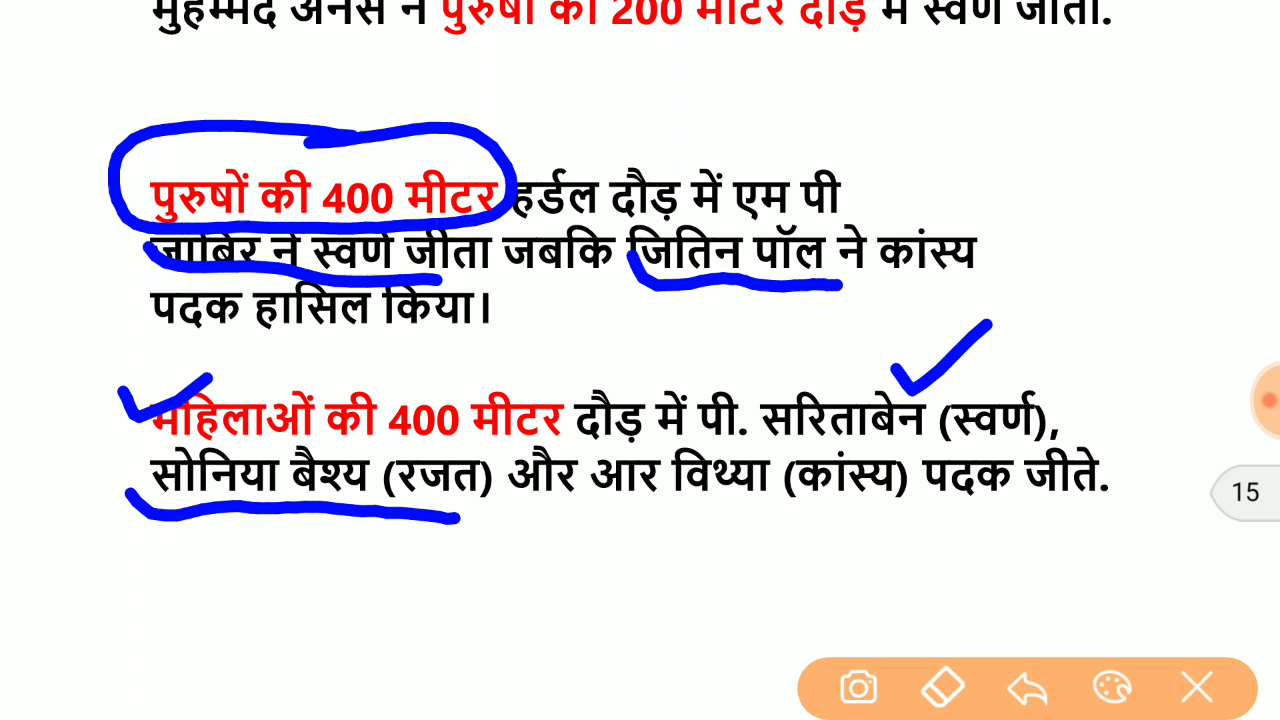 मुहम्मद अनस ने पुरुषों की 200 मीटर दौड़ में स्वर्ण जीता.
पुरुषों की 400 मीटर हर्डल दौड़ में एम पी
जाबिर ने स्वर्ण जीता जबकि जितिन पॉल ने कांस्य
पदक हासिल किया।
महिलाओं की 400 मीटर दौड़ में पी. सरिताबेन (स्वर्ण),
सोनिया बैश्य (रजत) और आर विथ्या (कांस्य) पदक जीते.
15